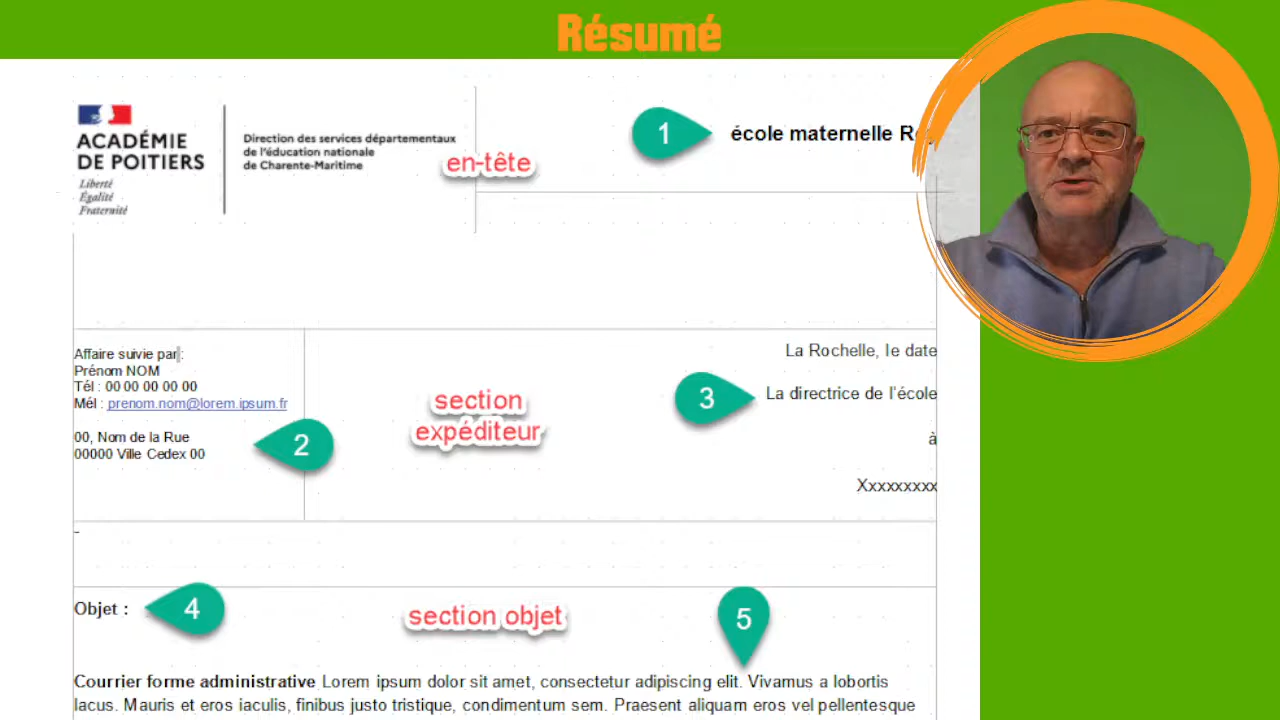 Résumé
ACADÉMIE
DE POITIERS
Liberté
Égalité
Fraternité
Direction des services départementaux
de l'éducation nationale
de Charente-Maritime
en-tête
1
école maternelle
Affaire suivie par :
Prénom NOM
Tél : 00 00 00 00 00
Mél : prenom.nom@lorem.ipsum.fr
00, Nom de la Rue
00000 Ville Cedex 00
2
section
expéditeur
La Rochelle, le date
3
La directrice de l'école
à
Xxxxxxxxx
-
Objet :
4
section objet
5
Courrier forme administrative Lorem ipsum dolor sit amet, consectetur adipiscing elit. Vivamus a lobortis
lacus. Mauris et eros iaculis, finibus justo tristique, condimentum sem. Praesent aliquam eros vel pellentesque